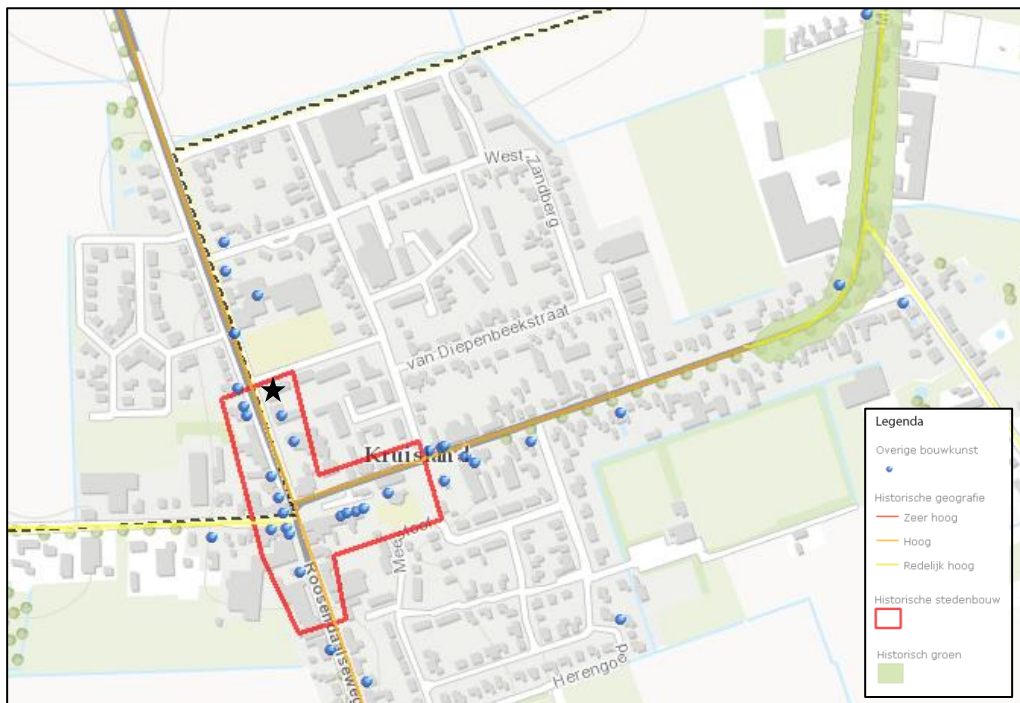 West
Zandberg
van Diepenbeekstraat
Kruisland
Roosendaalseweg
Herengoed
Legenda
Overige bouwkunst
Historische geografie
Zeer hoog
Hoog
Redelijk hoog
Historische stedenbouw
Historisch groen